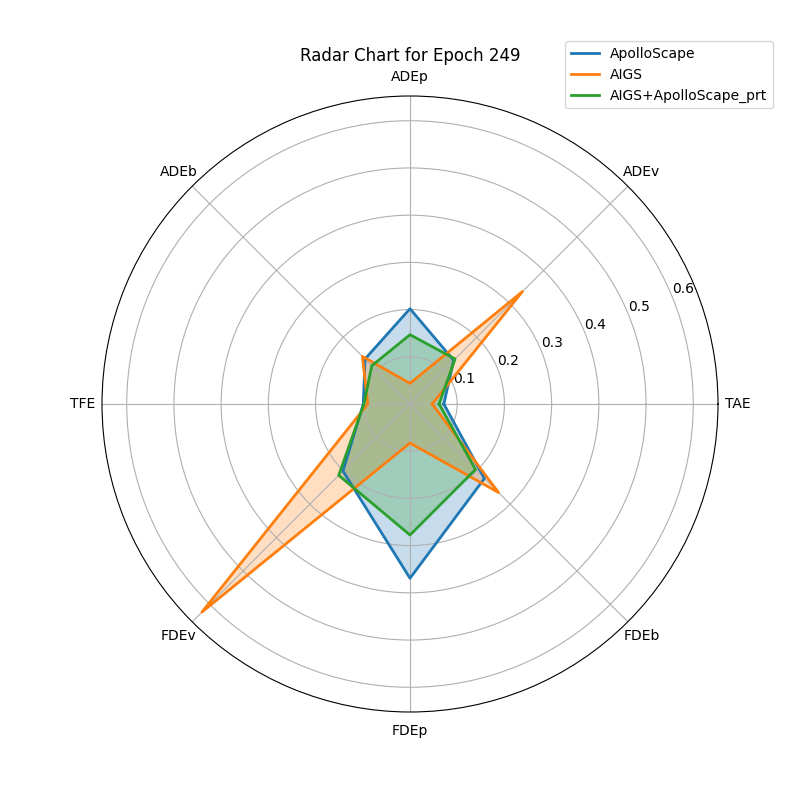 Radar Chart for Epoch 249
ApolloScape
AIGS
AIGS+ApolloScape_prt
ADEp
ADEb
ADEv
0.6
0.5
0.4
0.3
0.2
0.1
TFE
TAE
FDEv
FDEb
FDEp